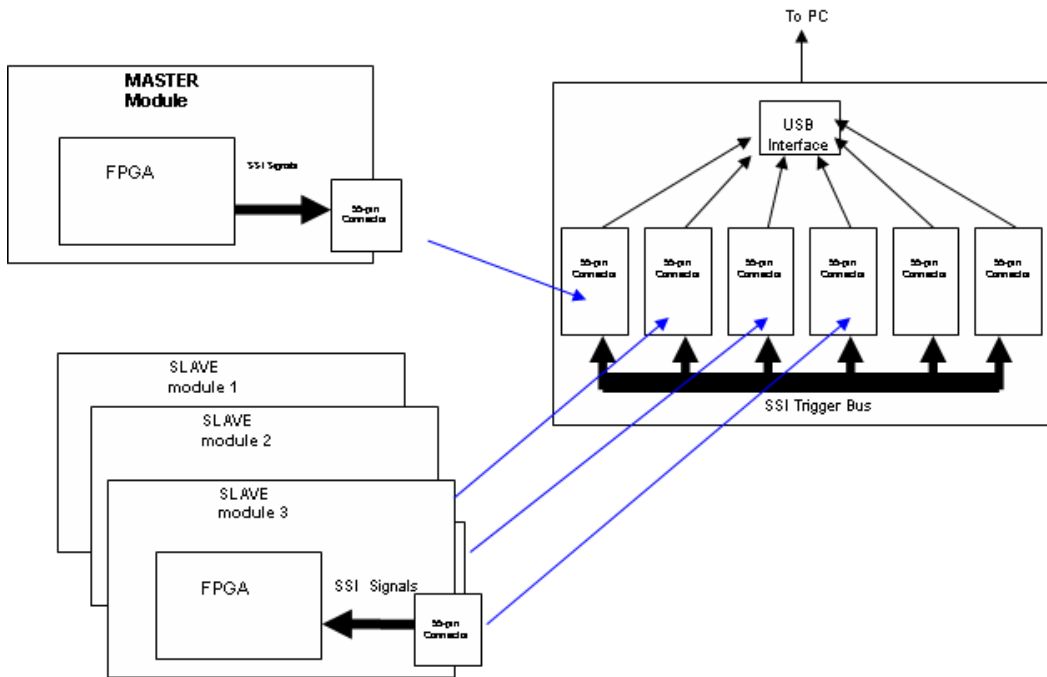 To PC
MASTER
Module
FPGA
SSI Signals
55-pin
Connector
USB
Interface
55-pin
Connector
55-pin
Connector
55-pin
Connector
55-pin
Connector
55-pin
Connector
55-pin
Connector
SSI Trigger Bus
SLAVE
module 1
SLAVE
module 2
SLAVE
module 3
FPGA
SSI Signals
55-pin
Connector